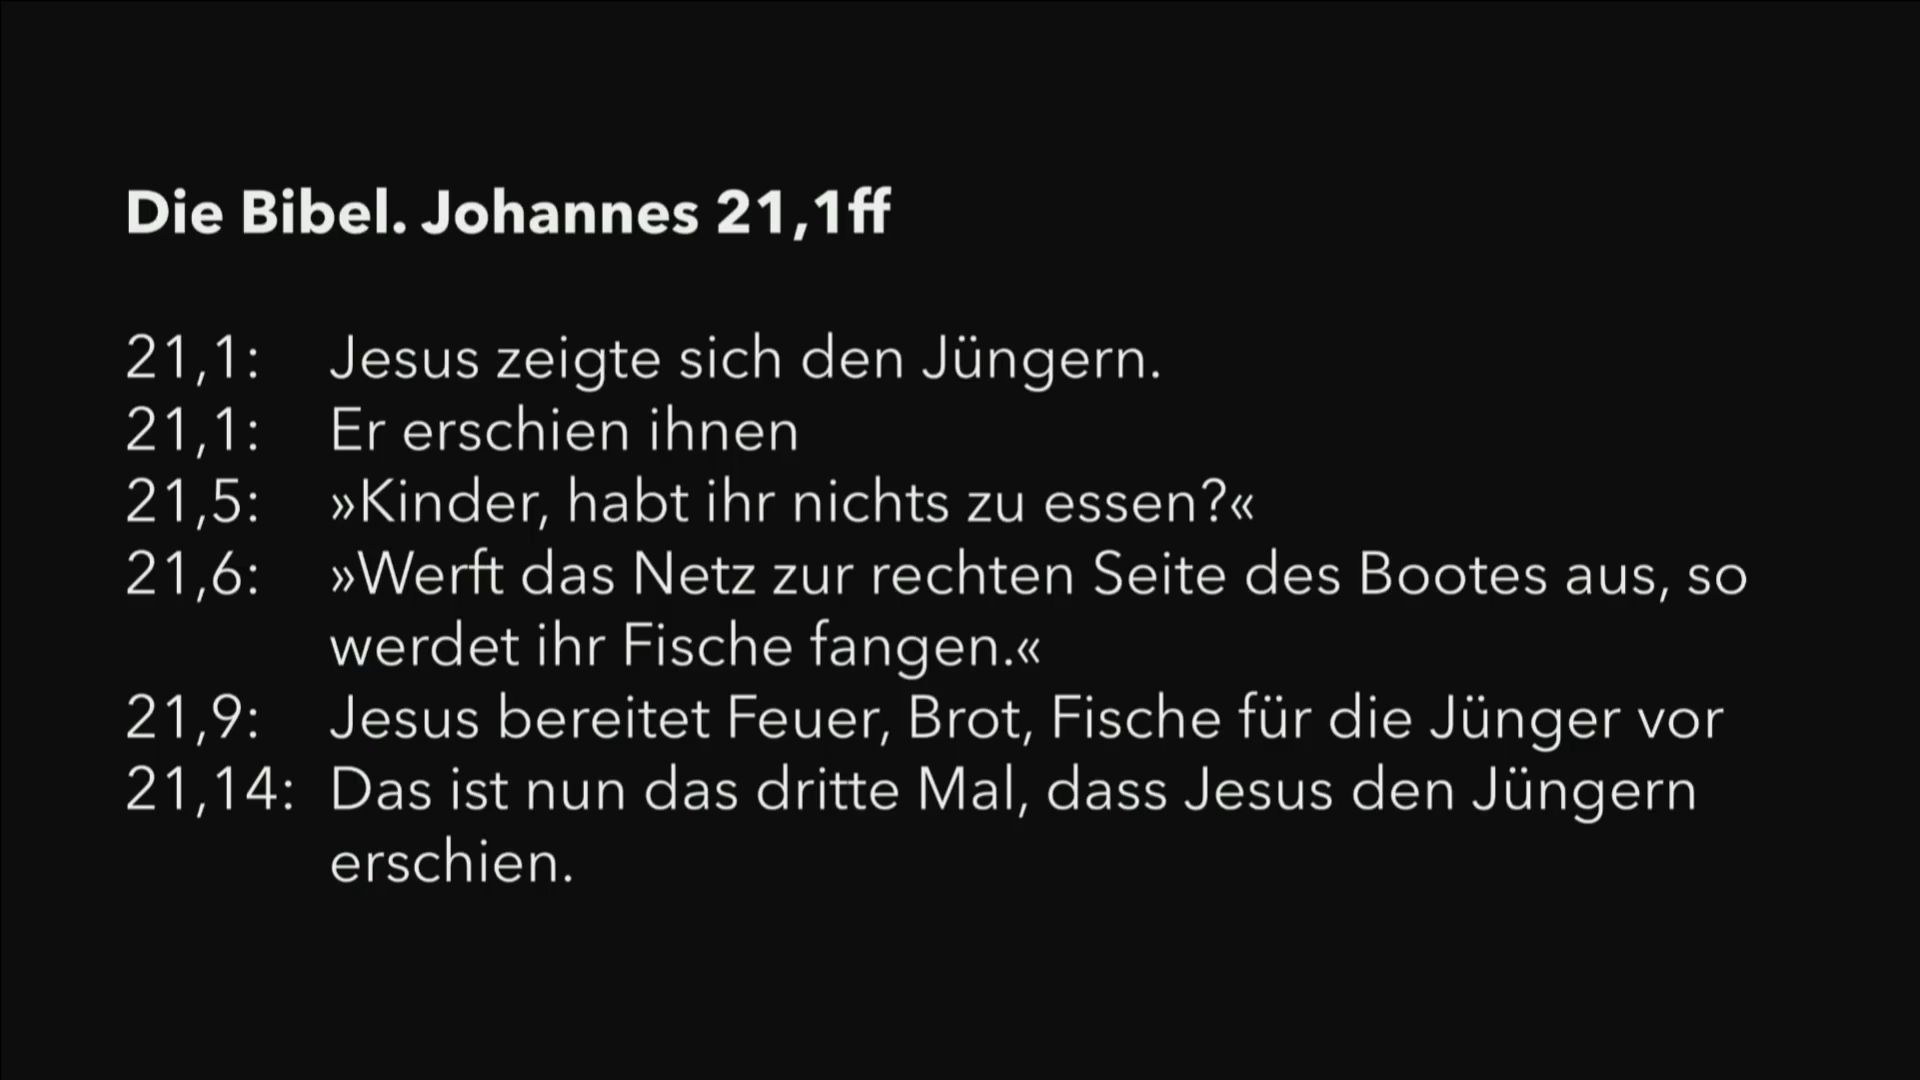 Die Bibel. Johannes 21,1ff
21,1: Jesus zeigte sich den Jüngern.
21,1: Er erschien ihnen
21,5: »Kinder, habt ihr nichts zu essen?«
21,6: »Werft das Netz zur rechten Seite des Bootes aus, so
werdet ihr Fische fangen.«
21,9: Jesus bereitet Feuer, Brot, Fische für die Jünger vor
21,14: Das ist nun das dritte Mal, dass Jesus den Jüngern
erschien.